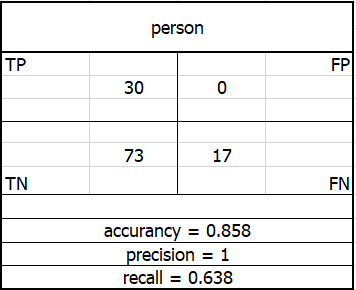 person
TP FP
30 0
73 17
TN FN
accurancy = 0.858
precision = 1
recall = 0.638